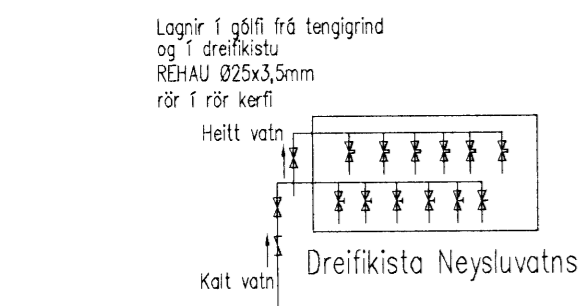 Lagnir í gólfi frá tengigrind
og í dreifikistu
REHAU Ø25x3,5mm
rör í rör kerfi
Heitt vatn
Dreifikista Neysluvatns
Kalt vatn